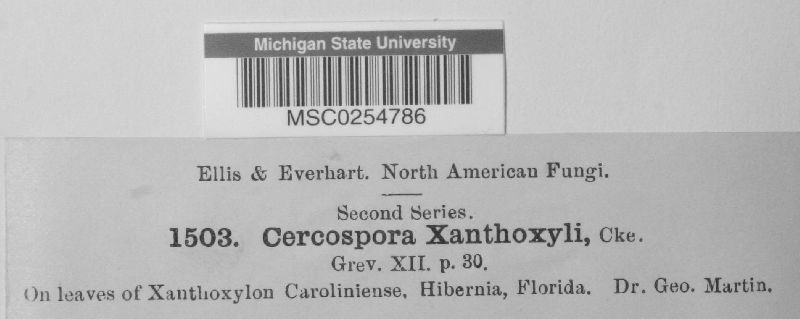 Michigan State University
MSC0254786
Ellis & Everhart. North American Fungi.
Second Series.
1503. Cercospora Xanthoxyli, Cke.
Grev. XII. p. 30.
On leaves of Xanthoxylon Caroliniense, Hibernia, Florida. Dr. Geo. Martin.